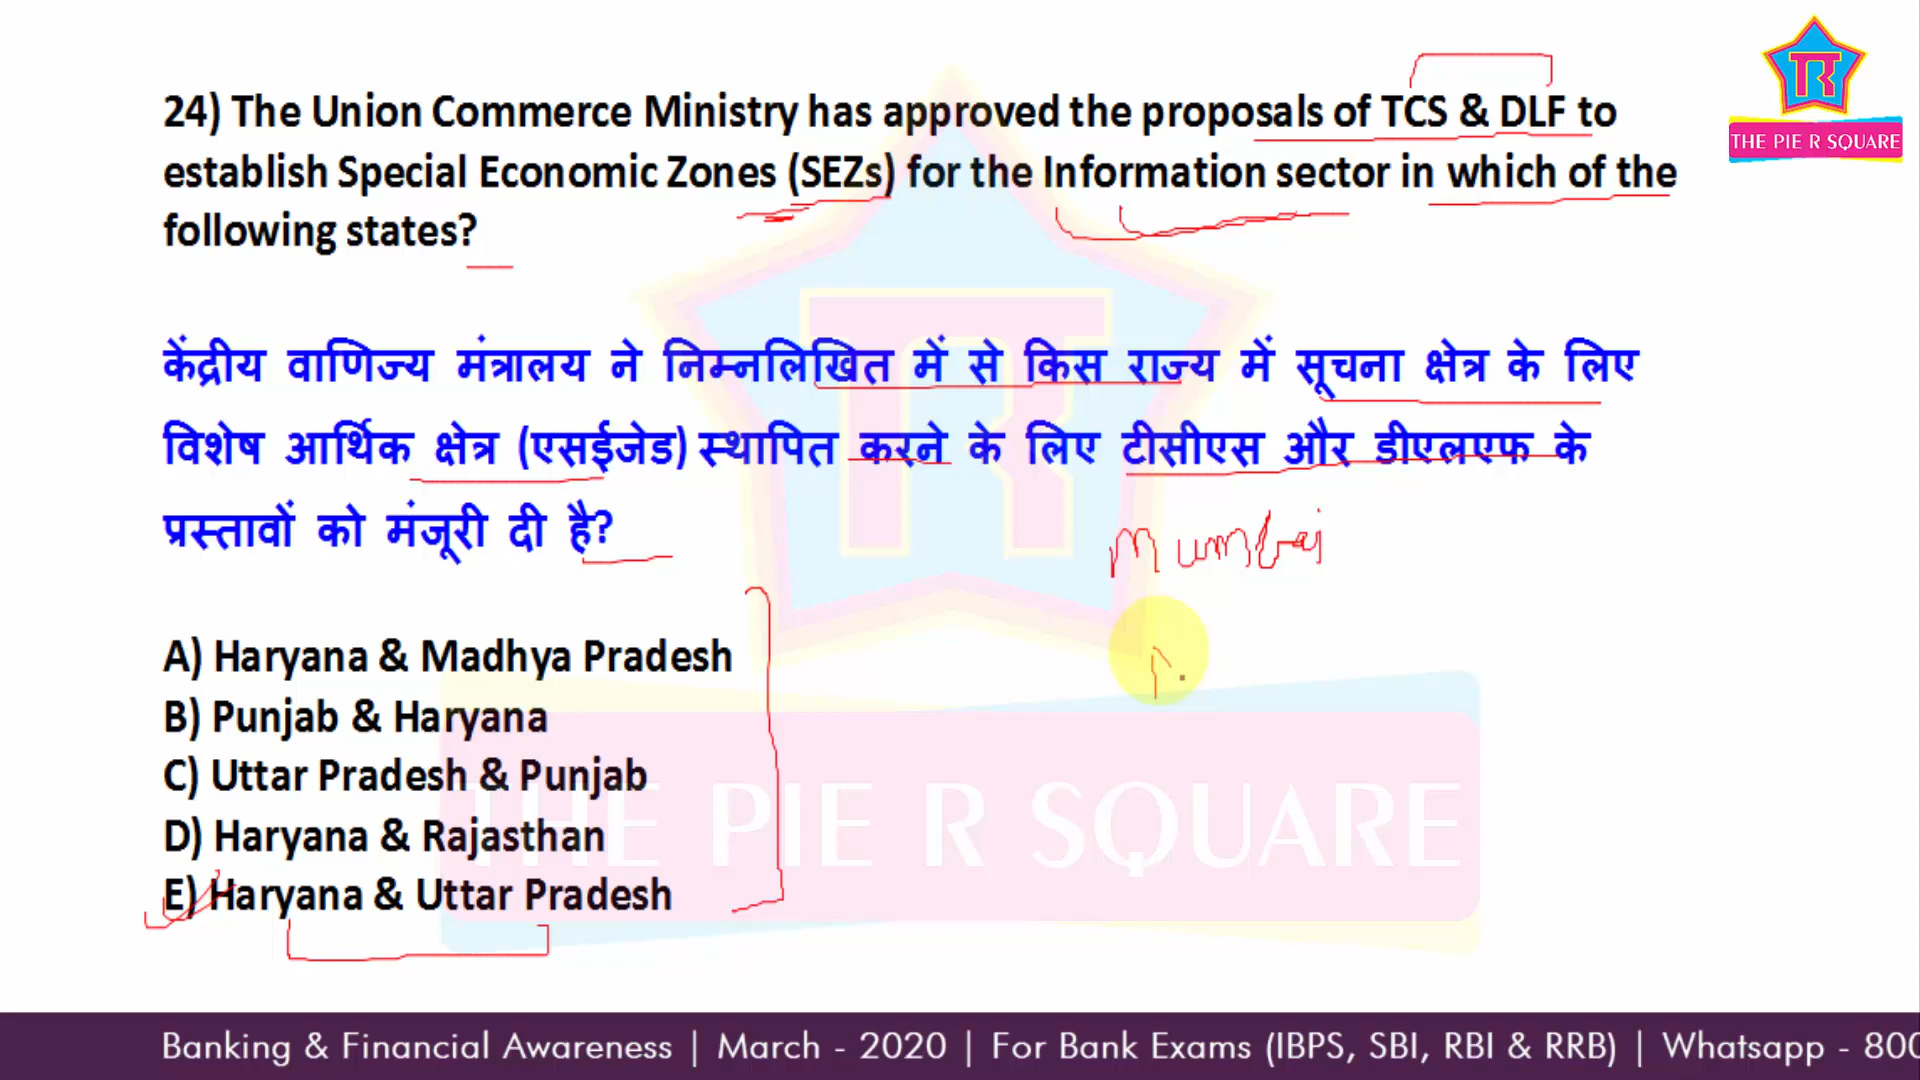 24) The Union Commerce Ministry has approved the proposals of TCS & DLF to
establish Special Economic Zones (SEZs) for the Information sector in which of the
following states?
केंद्रीय वाणिज्य मंत्रालय ने निम्नलिखित में से किस राज्य में सूचना क्षेत्र के लिए
विशेष आर्थिक क्षेत्र (एसईजेड) स्थापित करने के लिए टीसीएस और डीएलएफ के
प्रस्तावों को मंजूरी दी है?
Mumbai
A) Haryana & Madhya Pradesh
B) Punjab & Haryana
C) Uttar Pradesh & Punjab
D) Haryana & Rajasthan
E) Haryana & Uttar Pradesh
THE PIE R SQUARE
THE PIE R SQUARE
Banking & Financial Awareness | March - 2020 | For Bank Exams (IBPS, SBI, RBI & RRB) | Whatsapp - 800